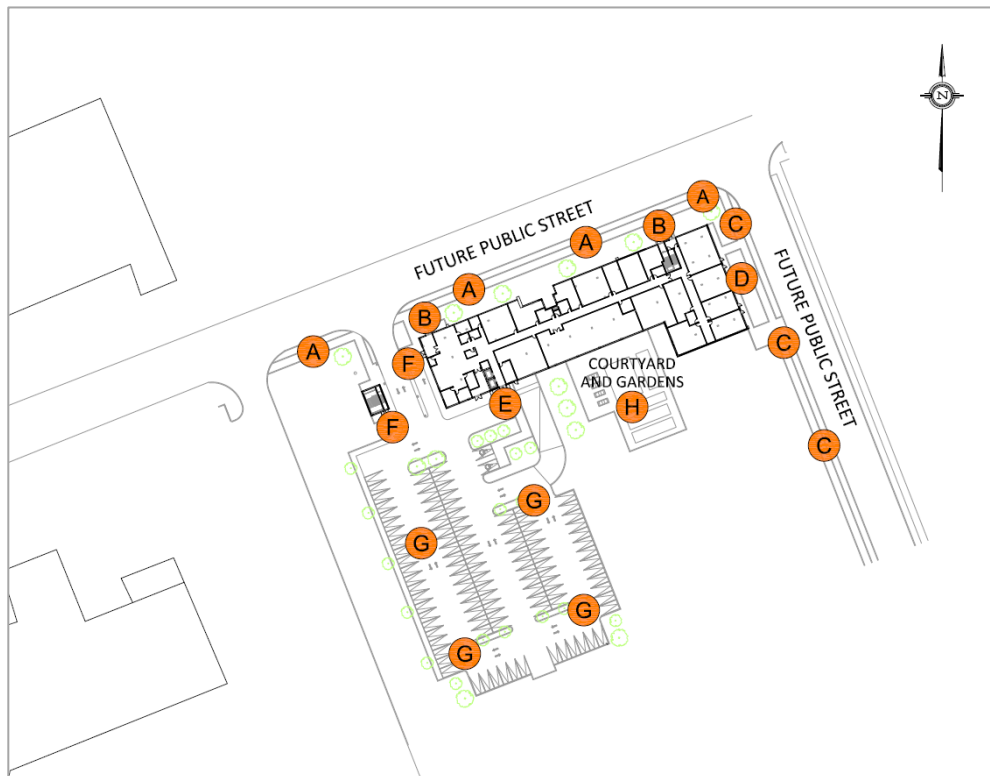 N
A
FUTURE PUBLIC STREET
B
C
A
A
D
B
FUTURE PUBLIC STREET
C
A
F
COURTYARD
AND GARDENS
E
H
F
C
G
G
G
G